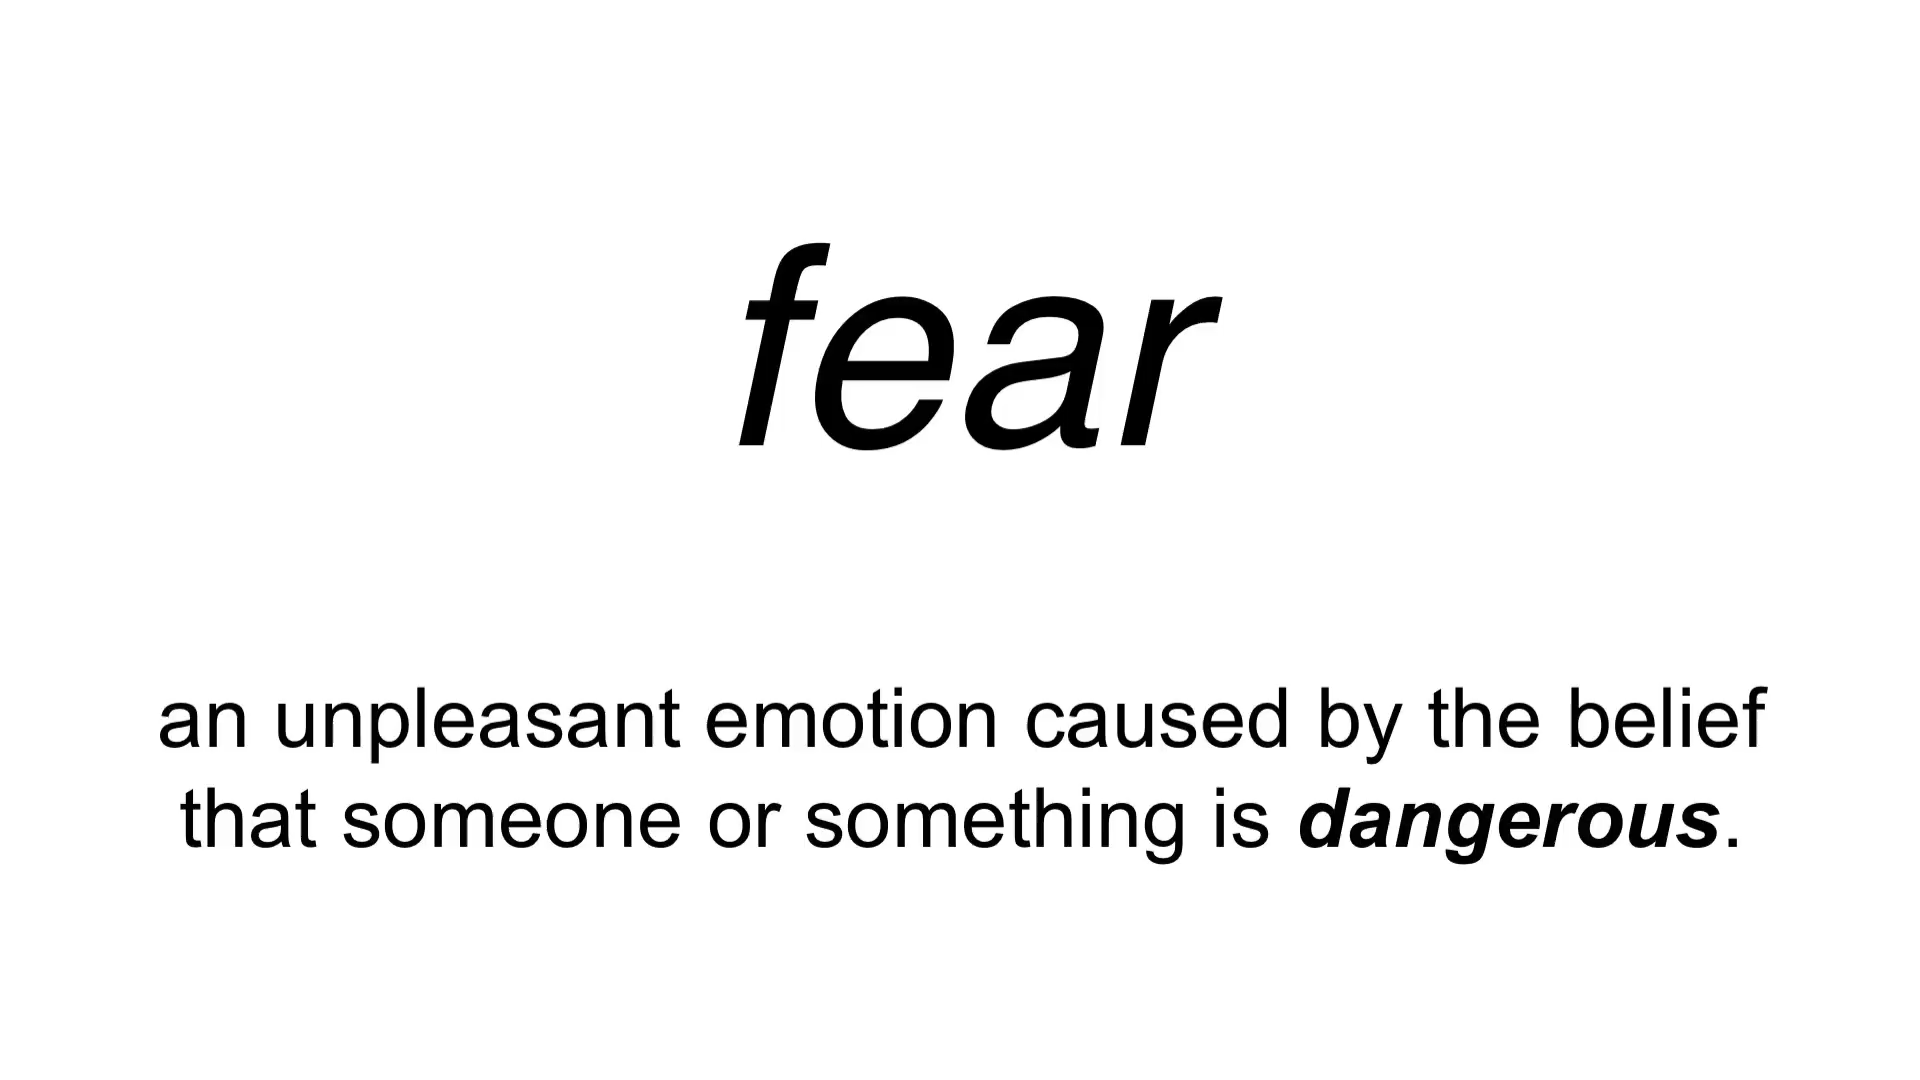 fear
an unpleasant emotion caused by the belief
that someone or something is dangerous.